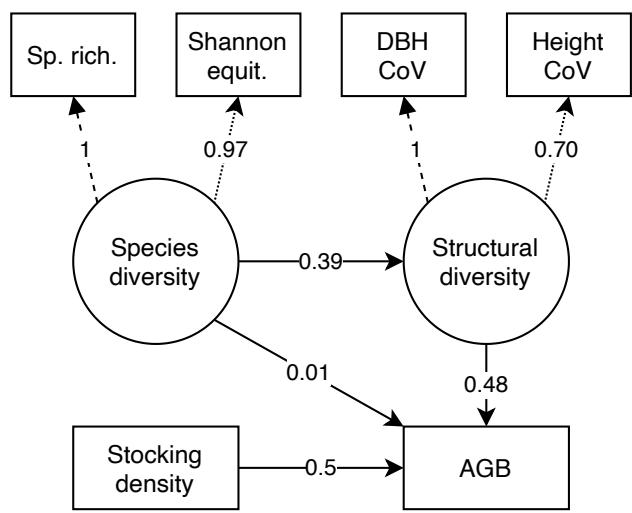 Sp. rich.
Shannon
equit.
DBH
CoV
Height
CoV
1
0.97
1
0.70
Species
diversity
0.39
Structural
diversity
0.01
0.48
Stocking
density
0.5
AGB